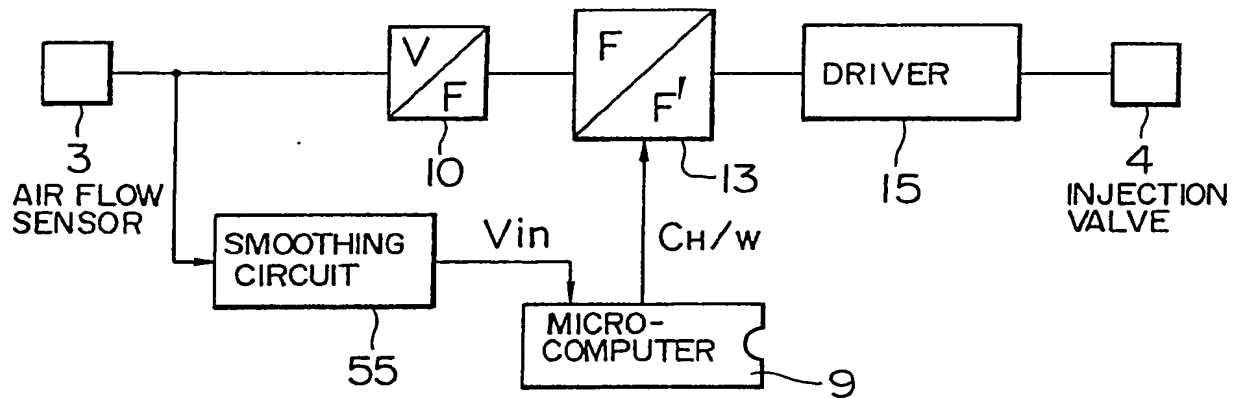 V
F
F
F'
DRIVER
3
AIR FLOW
SENSOR
10
13
15
4
INJECTION
VALVE
SMOOTHING
CIRCUIT
Vin
CH/W
55
MICRO-
COMPUTER
9